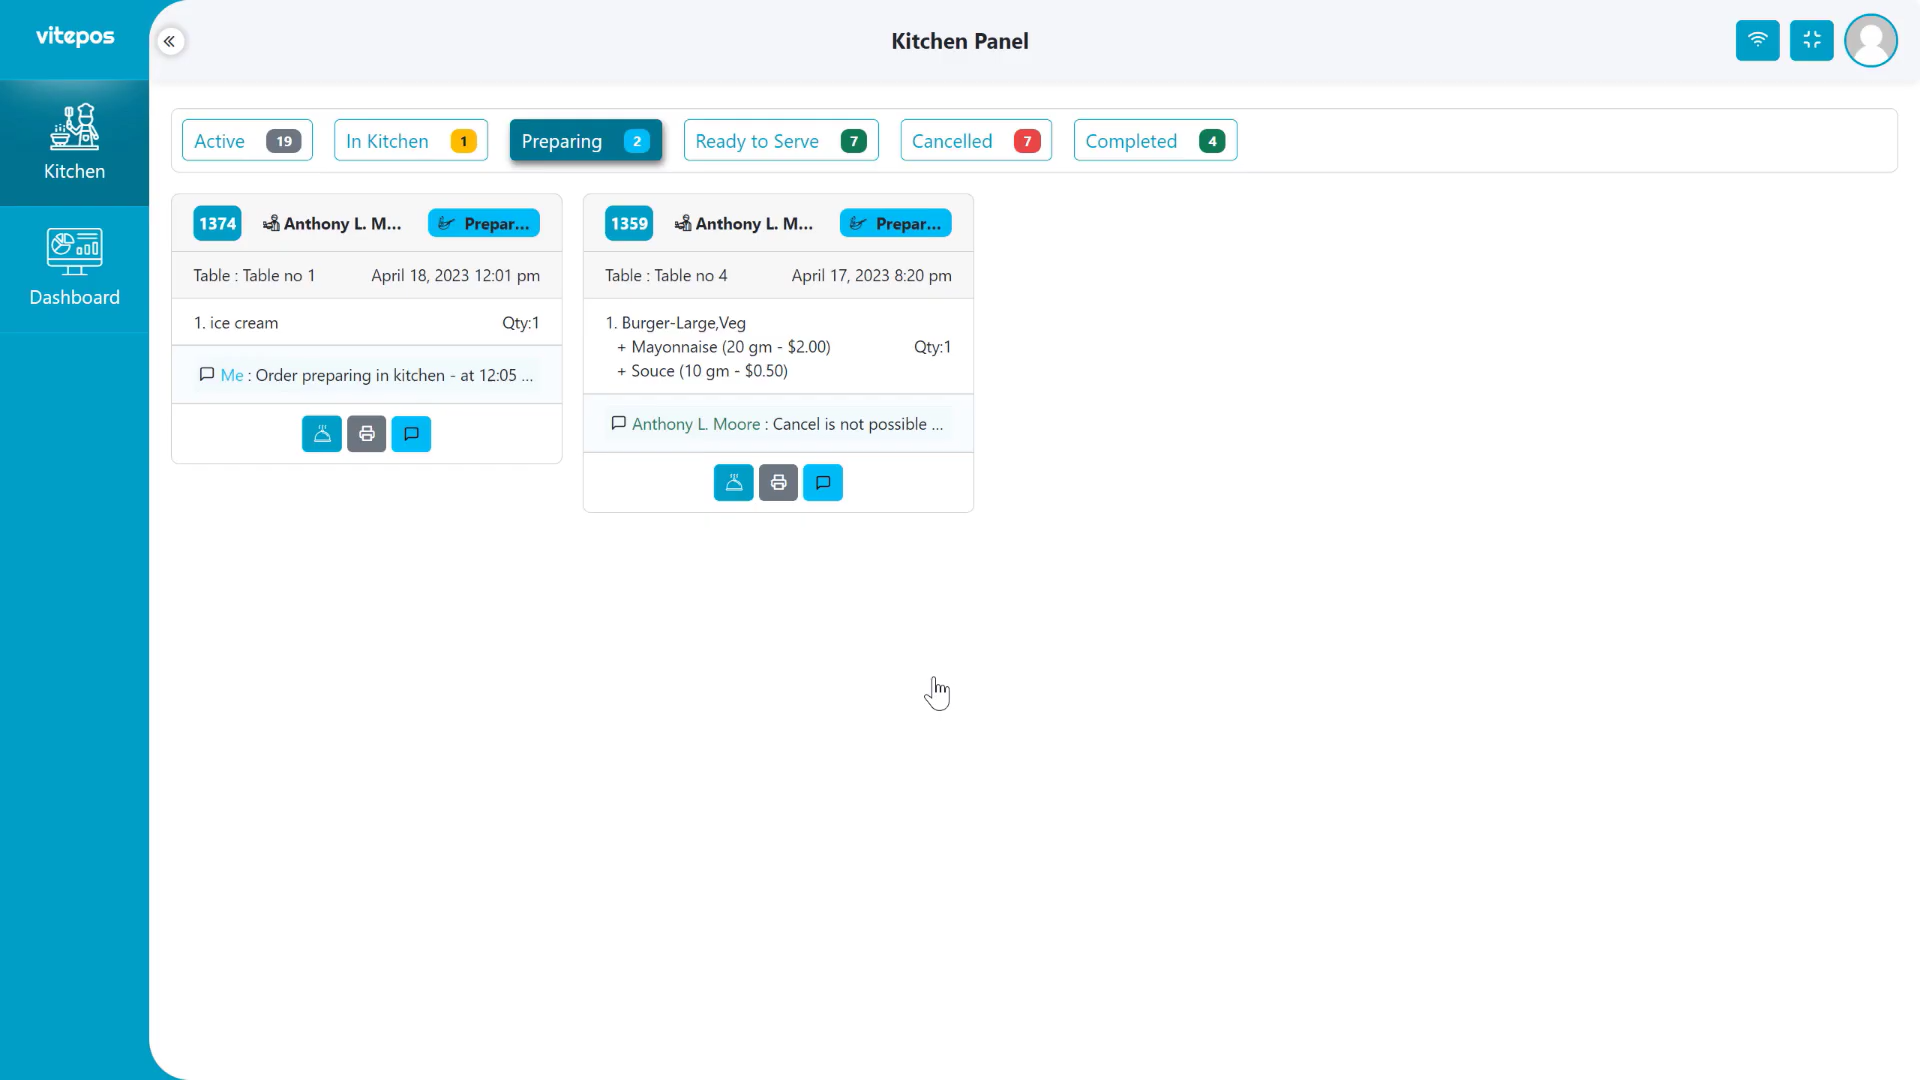 vitepos
Kitchen Panel
Kitchen
Dashboard
Active 19
In Kitchen 1
Preparing 2
Ready to Serve 7
Cancelled 7
Completed 4
1374 Anthony L. M... Prepar...
Table : Table no 1 April 18, 2023 12:01 pm
1. ice cream Qty:1
Me : Order preparing in kitchen - at 12:05 ...
1359 Anthony L. M... Prepar...
Table : Table no 4 April 17, 2023 8:20 pm
1. Burger-Large,Veg
+ Mayonnaise (20 gm - $2.00) Qty:1
+ Souce (10 gm - $0.50)
Anthony L. Moore : Cancel is not possible ...